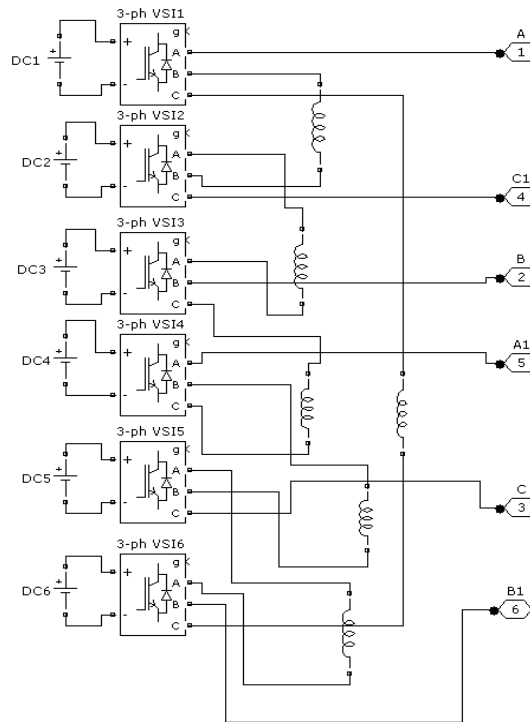 3-ph VSI1
g
A
+
A
1
DC1
+
B
-
C
3-ph VSI2
g
+
A
DC2
+
B
-
C
C1
4
3-ph VSI3
g
+
A
DC3
+
B
-
C
B
2
3-ph VSI4
g
+
A
DC4
+
B
-
C
A1
5
3-ph VSI5
g
+
A
DC5
+
B
-
C
C
3
3-ph VSI6
g
+
A
DC6
+
B
-
C
B1
6